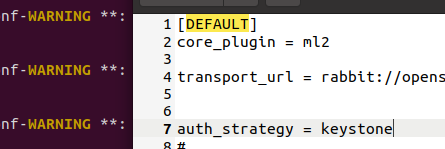 nf-WARNING **:
nf-WARNING **:
nf-WARNING **:
1 [DEFAULT]
2 core_plugin = ml2
3
4 transport_url = rabbit://opens
5
6
7 auth_strategy = keystone
8 #